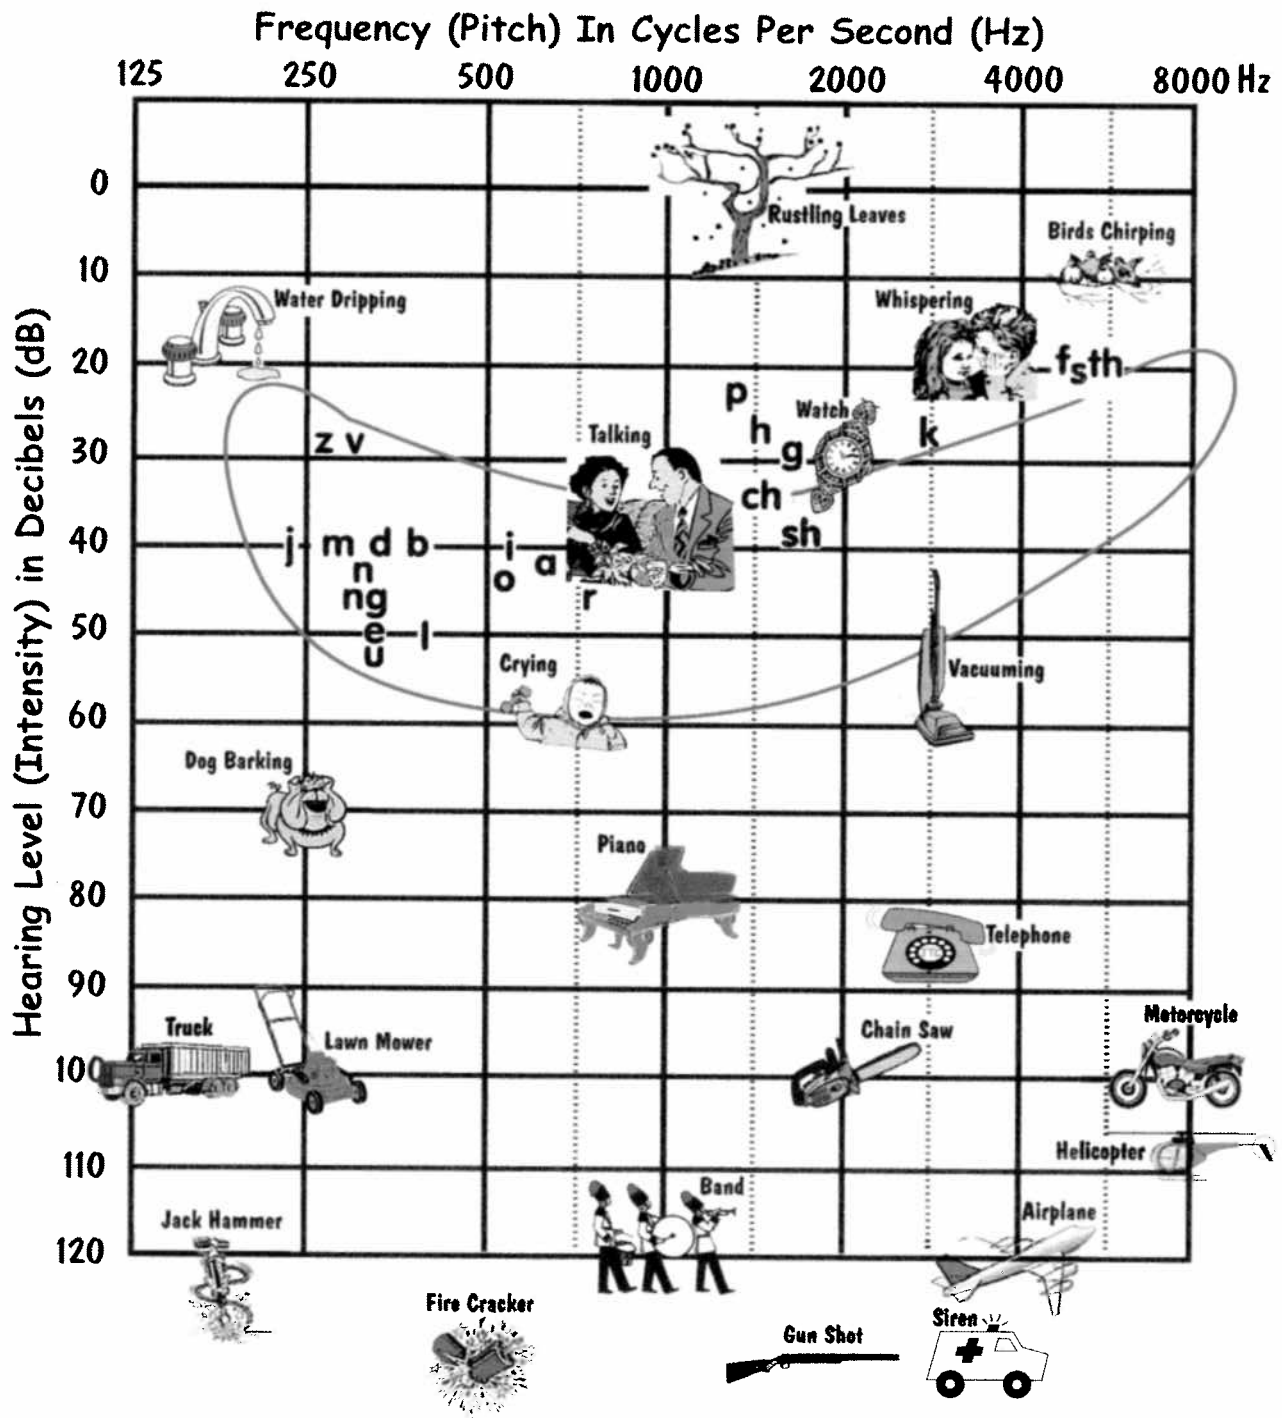 Frequency (Pitch) In Cycles Per Second (Hz)
125 250 500 1000 2000 4000 8000 Hz
Hearing Level (Intensity) in Decibels (dB)
0
Rustling Leaves
Birds Chirping
10
Water Dripping
Whispering
20
f s th
p
Watch
h
k
Talking
z v
30
g
ch
sh
40
j m d b i
a
n
o
ng
r
50
e l
u
Crying
Vacuuming
60
Dog Barking
70
Piano
80
Telephone
90
Motorcycle
Truck
Lawn Mower
Chain Saw
100
Helicopter
110
Band
Jack Hammer
Airplane
120
Fire Cracker
Siren
Gun Shot